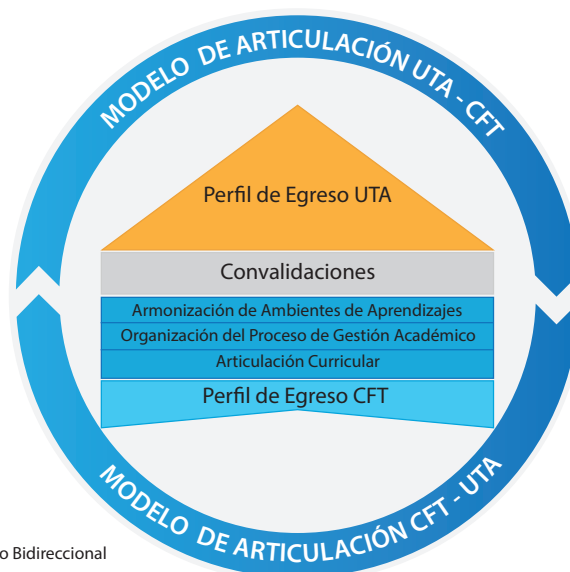 MODELO DE ARTICULACIÓN UTA - CFT
Perfil de Egreso UTA
Convalidaciones
Armonización de Ambientes de Aprendizajes
Organización del Proceso de Gestión Académico
Articulación Curricular
Perfil de Egreso CFT
MODELO DE ARTICULACIÓN CFT - UTA
o Bidireccional